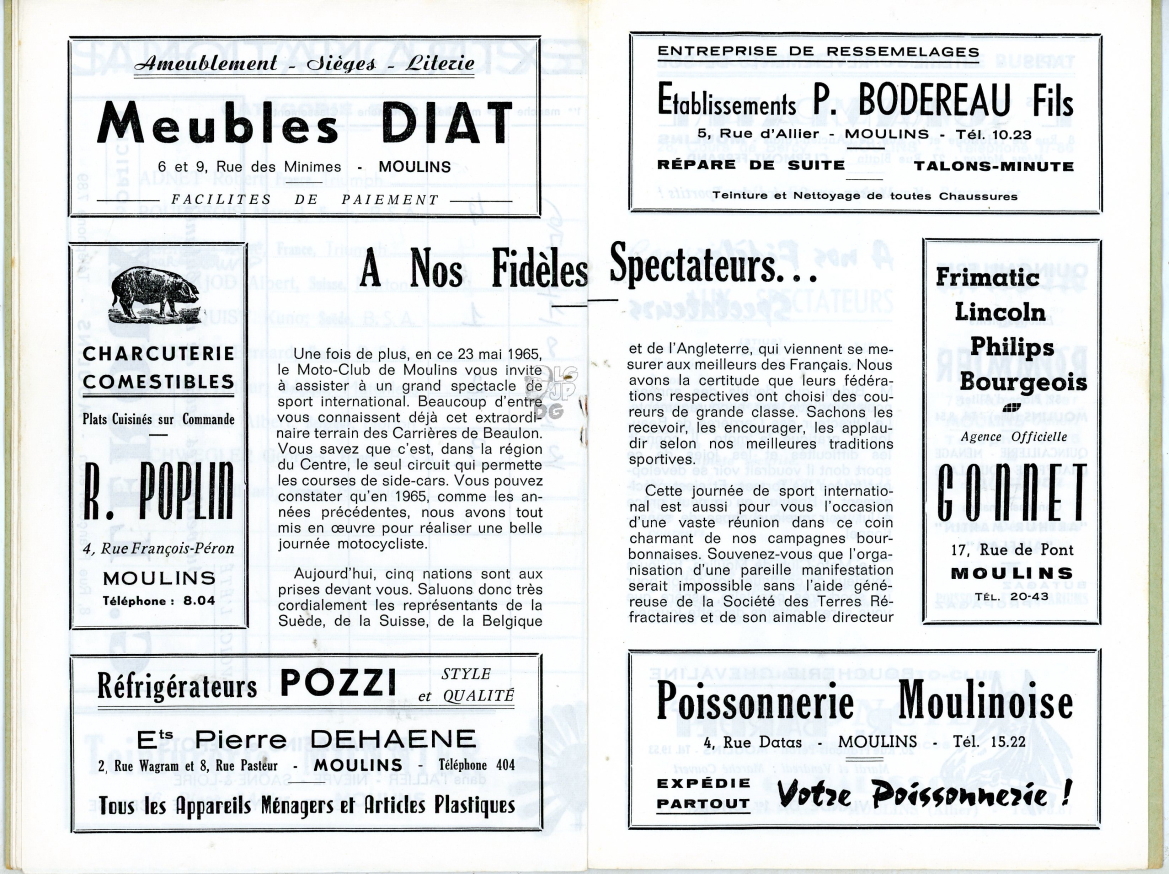 Ameublement - Siéges - Literie
Meubles DIAT
6 et 9, Rue des Minimes - MOULINS
FACILITES DE PAIEMENT
ENTREPRISE DE RESSEMELAGES
Etablissements P. BODEREAU Fils
5, Rue d'Allier - MOULINS - Tél. 10.23
RÉPARE DE SUITE TALONS-MINUTE
Teinture et Nettoyage de toutes Chaussures
A Nos Fidèles Spectateurs...
CHARCUTERIE
COMESTIBLES
Plats Cuisinés sur Commande
R. POPLIN
4, Rue François-Péron
MOULINS
Téléphone : 8.04
Une fois de plus, en ce 23 mai 1965,
le Moto-Club de Moulins vous invite
à assister à un grand spectacle de
sport international. Beaucoup d'entre
vous connaissent déjà cet extraordi-
naire terrain des Carrières de Beaulon.
Vous savez que c'est, dans la région
du Centre, le seul circuit qui permette
les courses de side-cars. Vous pouvez
constater qu'en 1965, comme les an-
nées précédentes, nous avons tout
mis en œuvre pour réaliser une belle
journée motocycliste.
Aujourd'hui, cinq nations sont aux
prises devant vous. Saluons donc très
cordialement les représentants de la
Suède, de la Suisse, de la Belgique
et de l'Angleterre, qui viennent se me-
surer aux meilleurs des Français. Nous
avons la certitude que leurs fédéra-
tions respectives ont choisi des cou-
reurs de grande classe. Sachons les
recevoir, les encourager, les applau-
dir selon nos meilleures traditions
sportives.
Cette journée de sport internatio-
nal est aussi pour vous l'occasion
d'une vaste réunion dans ce coin
charmant de nos campagnes bour-
bonnaises. Souvenez-vous que l'orga-
nisation d'une pareille manifestation
serait impossible sans l'aide géné-
reuse de la Société des Terres Ré-
fractaires et de son aimable directeur
Frimatic
Lincoln
Philips
Bourgeois
Agence Officielle
GONNET
17, Rue de Pont
MOULINS
TÉL. 20-43
Réfrigérateurs POZZI STYLE
et QUALITÉ
Ets Pierre DEHAENE
2, Rue Wagram et 8, Rue Pasteur - MOULINS - Téléphone 404
Tous les Appareils Ménagers et Articles Plastiques
Poissonnerie Moulinoise
4, Rue Datas - MOULINS - Tél. 15.22
EXPÉDIE
PARTOUT Votre Poissonnerie !